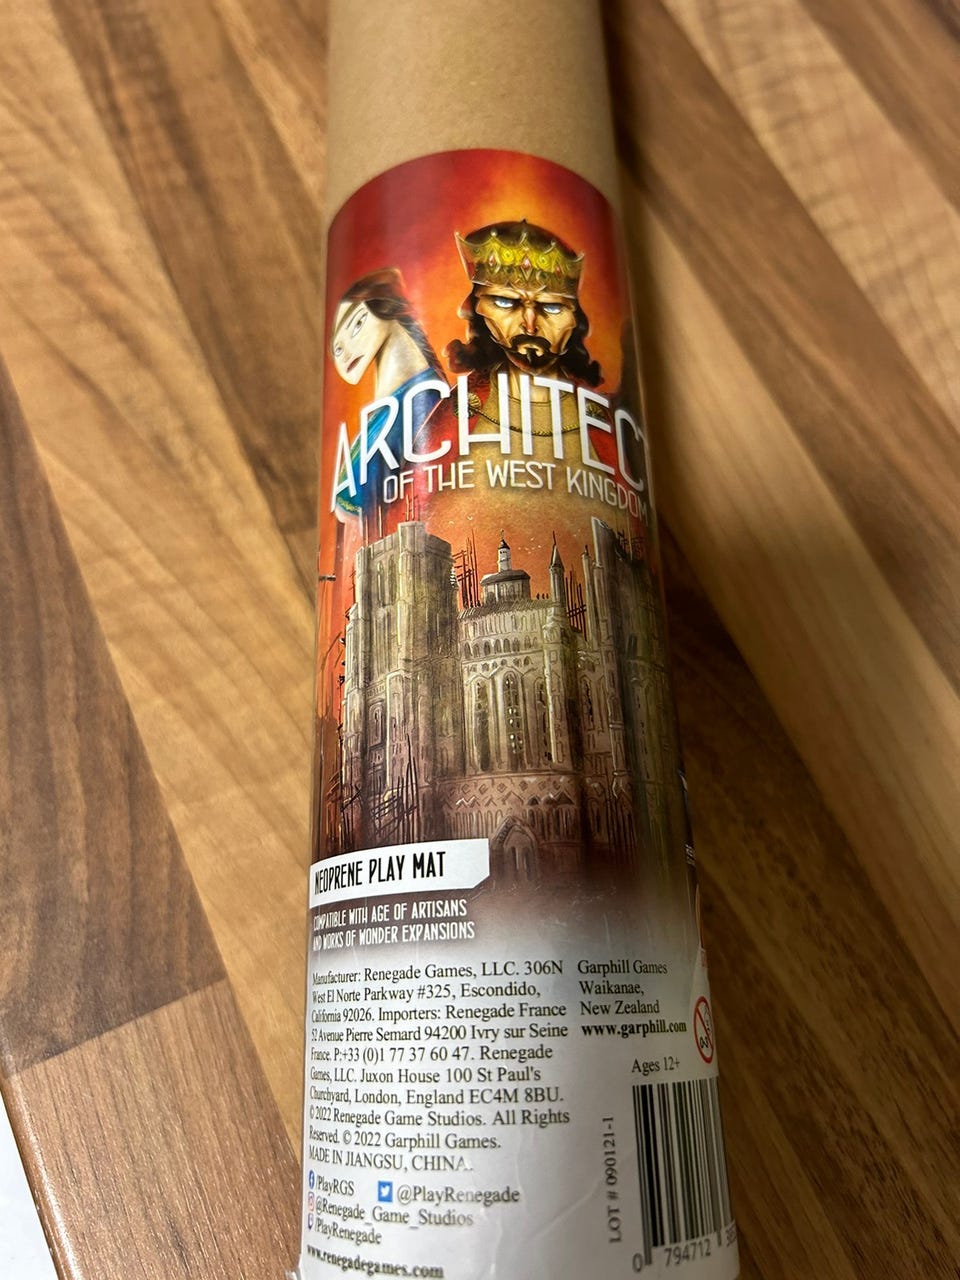 ARCHITEC
OF THE WEST KINGDOM
NEOPRENE PLAY MAT
COMPATIBLE WITH AGE OF ARTISANS
AND WORKS OF WONDER EXPANSIONS
Manufacturer: Renegade Games, LLC. 306N
West El Norte Parkway #325, Escondido,
California 92026. Importers: Renegade France
52 Avenue Pierre Semard 94200 Ivry sur Seine
France. P:+33 (0)1 77 37 60 47. Renegade
Games, LLC. Juxon House 100 St Paul's
Churchyard, London, England EC4M 8BU.
© 2022 Renegade Game Studios. All Rights
Reserved. © 2022 Garphill Games.
MADE IN JIANGSU, CHINA.
/PlayRGS
@PlayRenegade
@Renegade_Game_Studios
/PlayRenegade
www.renegadegames.com
Garphill Games
Waikanae,
New Zealand
www.garphill.com
Ages 12+
LOT # 090121-1
0 794712